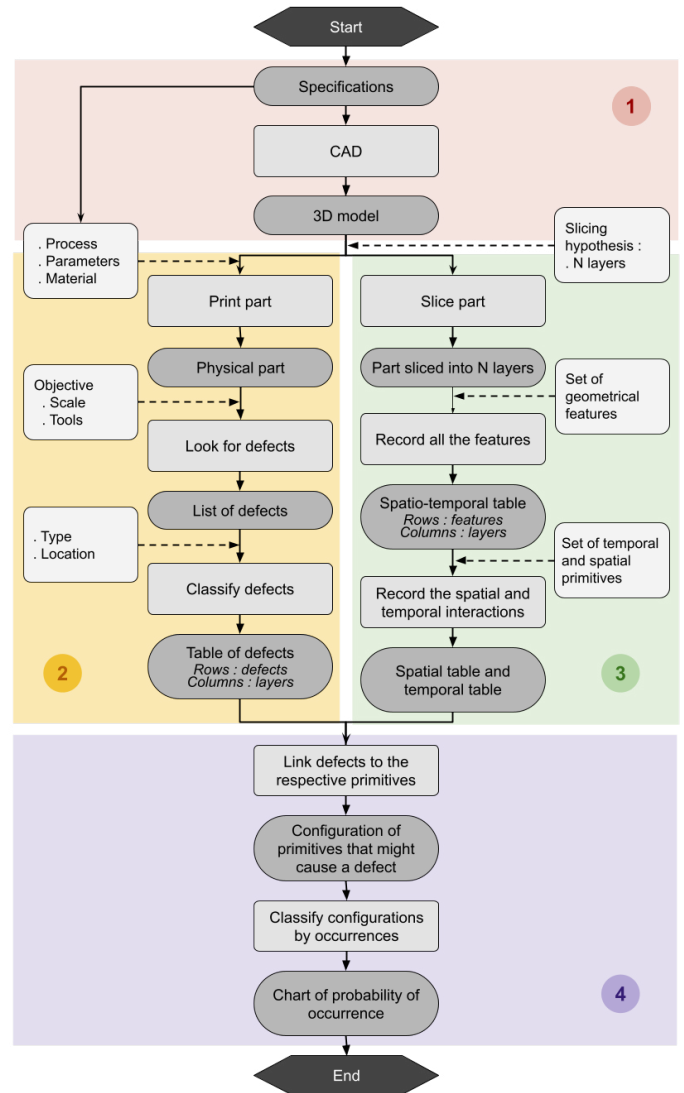 Start
Specifications
1
CAD
3D model
. Process
. Parameters
. Material
Slicing
hypothesis :
. N layers
Print part
Slice part
Physical part
Part sliced into N layers
Objective
. Scale
. Tools
Set of
geometrical
features
Look for defects
Record all the features
List of defects
Spatio-temporal table
Rows : features
Columns : layers
. Type
. Location
Set of temporal
and spatial
primitives
Classify defects
Record the spatial and
temporal interactions
2
Table of defects
Rows : defects
Columns : layers
Spatial table and
temporal table
3
Link defects to the
respective primitives
Configuration of
primitives that might
cause a defect
Classify configurations
by occurrences
Chart of probability of
occurrence
4
End